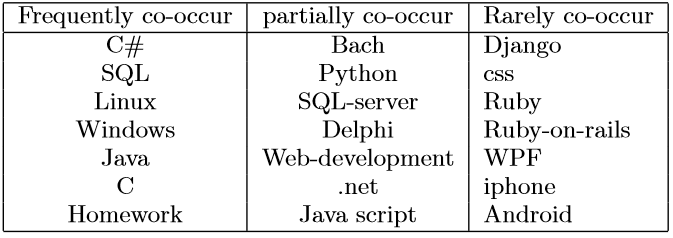 Frequently co-occur partially co-occur Rarely co-occur
C# Bach Django
SQL Python css
Linux SQL-server Ruby
Windows Delphi Ruby-on-rails
Java Web-development WPF
C .net iphone
Homework Java script Android